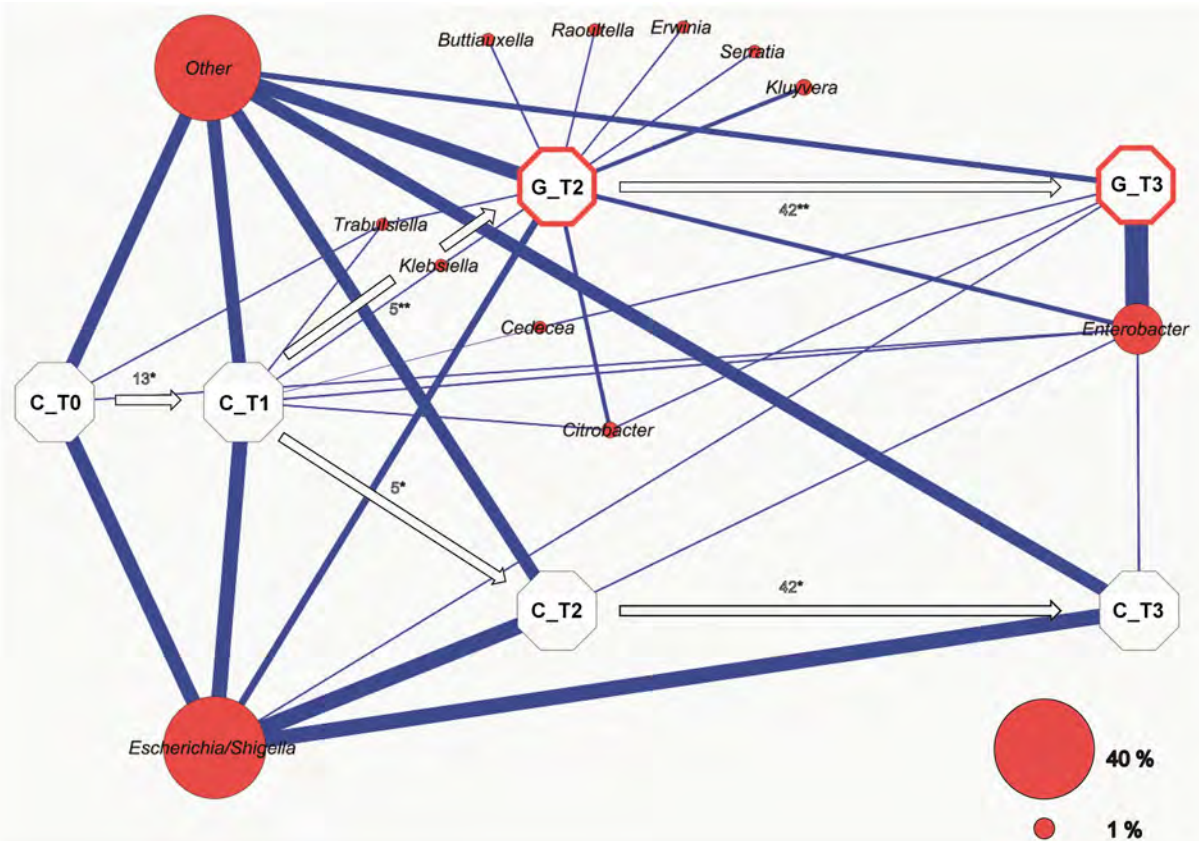 Erwinia
Raoultella
Buttiauxella
Serratia
Other
Kluyvera
G_T2
G_T3
42**
Trabulsiella
Klebsiella
5**
Cedecea
Enterobacter
13*
C_T0
C_T1
Citrobacter
5*
42*
C_T2
C_T3
Escherichia/Shigella
40 %
1 %